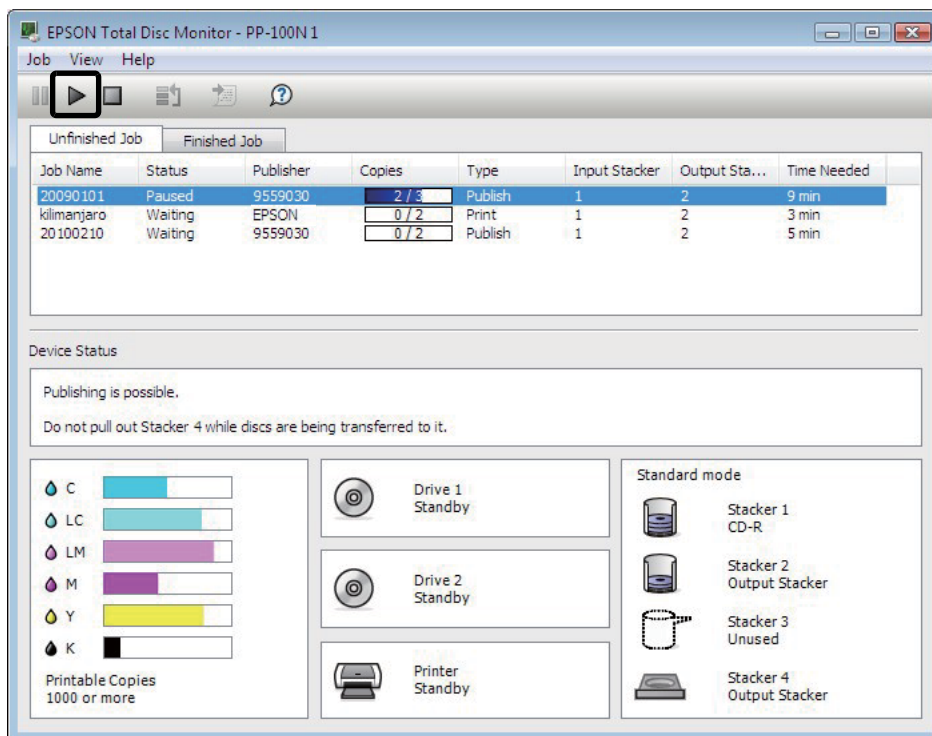 EPSON Total Disc Monitor - PP-100N 1
Job View Help
Unfinished Job Finished Job
Job Name Status Publisher Copies Type Input Stacker Output Sta... Time Needed
20090101 Paused 9559030 2 / 3 Publish 1 2 9 min
kilimanjaro Waiting EPSON 0 / 2 Print 1 2 3 min
20100210 Waiting 9559030 0 / 2 Publish 1 2 5 min
Device Status
Publishing is possible.
Do not pull out Stacker 4 while discs are being transferred to it.
C
LC
LM
M
Y
K
Printable Copies
1000 or more
Drive 1
Standby
Drive 2
Standby
Printer
Standby
Standard mode
Stacker 1
CD-R
Stacker 2
Output Stacker
Stacker 3
Unused
Stacker 4
Output Stacker